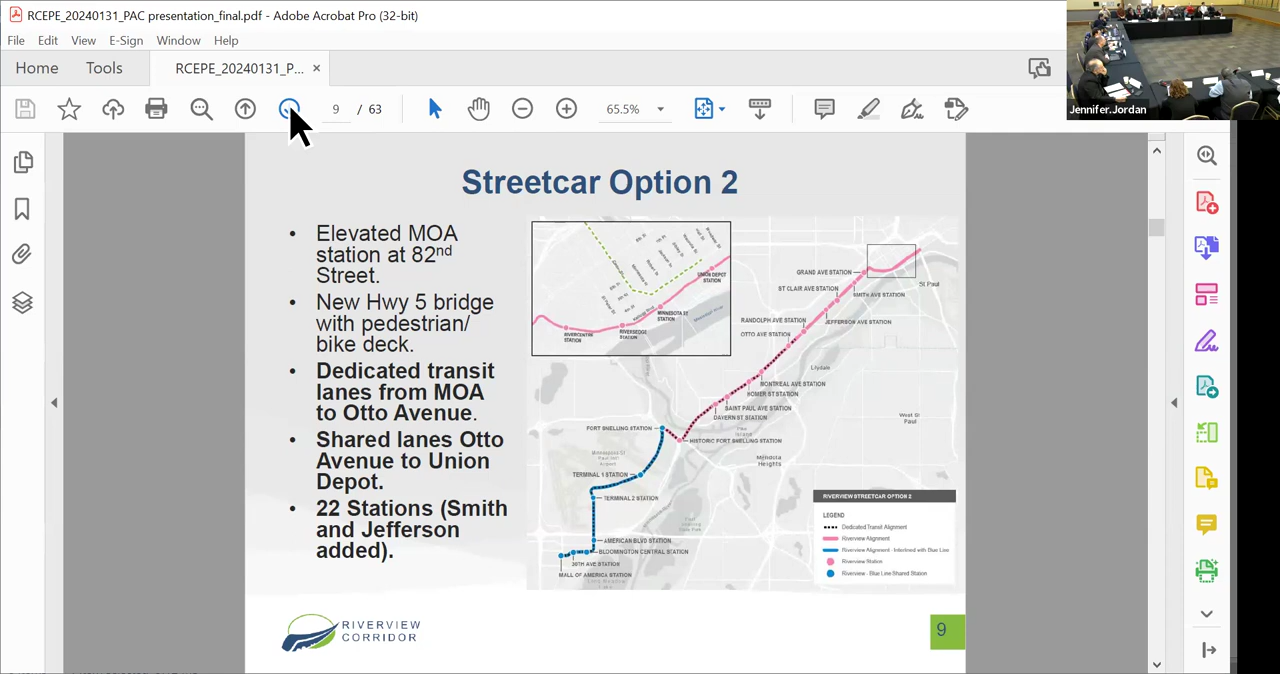 RCEPE_20240131_PAC presentation_final.pdf - Adobe Acrobat Pro (32-bit)
File Edit View E-Sign Window Help
Home Tools RCEPE_20240131_P... ×
9 / 63 65.5%
Jennifer.Jordan
Streetcar Option 2
• Elevated MOA
station at 82nd
Street.
• New Hwy 5 bridge
with pedestrian/
bike deck.
• Dedicated transit
lanes from MOA
to Otto Avenue.
• Shared lanes Otto
Avenue to Union
Depot.
• 22 Stations (Smith
and Jefferson
added).
UNION DEPOT
STATION
MINNESOTA ST
STATION
RIVERSEDGE
STATION
RIVERCENTRE
STATION
GRAND AVE STATION
St Paul
ST CLAIR AVE STATION
SMITH AVE STATION
RANDOLPH AVE STATION
JEFFERSON AVE STATION
OTTO AVE STATION
Lilydale
MONTREAL AVE STATION
HOMER ST STATION
SAINT PAUL AVE STATION
DAVERN ST STATION
West St
Paul
FORT SNELLING STATION
HISTORIC FORT SNELLING STATION
Mendota
Heights
TERMINAL 1 STATION
TERMINAL 2 STATION
AMERICAN BLVD STATION
BLOOMINGTON CENTRAL STATION
30TH AVE STATION
MALL OF AMERICA STATION
RIVERVIEW STREETCAR OPTION 2
LEGEND
Dedicated Transit Alignment
Riverview Alignment
Riverview Alignment - Interlined with Blue Line
Riverview Station
Riverview - Blue Line Shared Station
RIVERVIEW
CORRIDOR
9